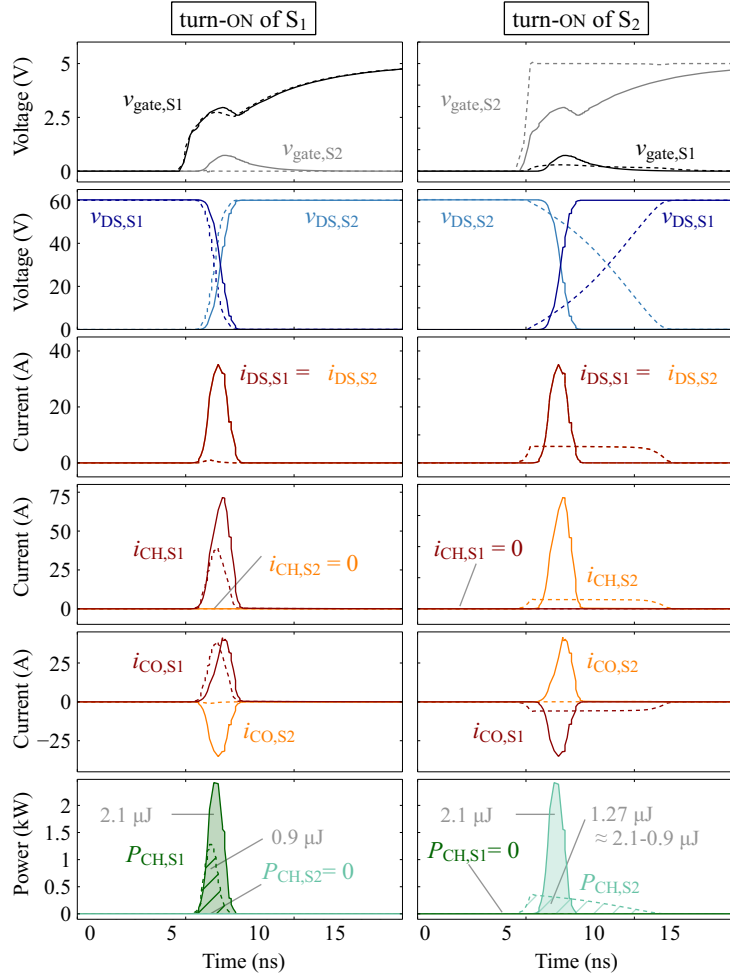 turn-ON of S1
turn-ON of S2
Voltage (V)
5
2.5
0
vgate,S1
vgate,S2
vgate,S2
vgate,S1
Voltage (V)
60
40
20
0
vDS,S1
vDS,S2
vDS,S2
vDS,S1
Current (A)
40
20
0
iDS,S1 = iDS,S2
iDS,S1 = iDS,S2
Current (A)
75
50
25
0
iCH,S1
iCH,S2 = 0
iCH,S1 = 0
iCH,S2
Current (A)
25
0
−25
iCO,S1
iCO,S2
iCO,S2
iCO,S1
Power (kW)
2
1.5
1
0.5
0
2.1 μJ
0.9 μJ
PCH,S1
PCH,S2 = 0
2.1 μJ
1.27 μJ
≈ 2.1-0.9 μJ
PCH,S1 = 0
PCH,S2
0 5 10 15
0 5 10 15
Time (ns)
Time (ns)